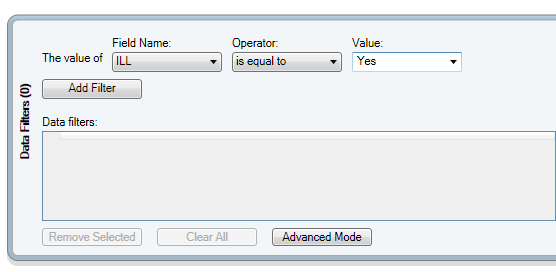 Field Name: Operator: Value:
The value of ILL is equal to Yes
Add Filter
Data Filters (0)
Data filters:
Remove Selected Clear All Advanced Mode